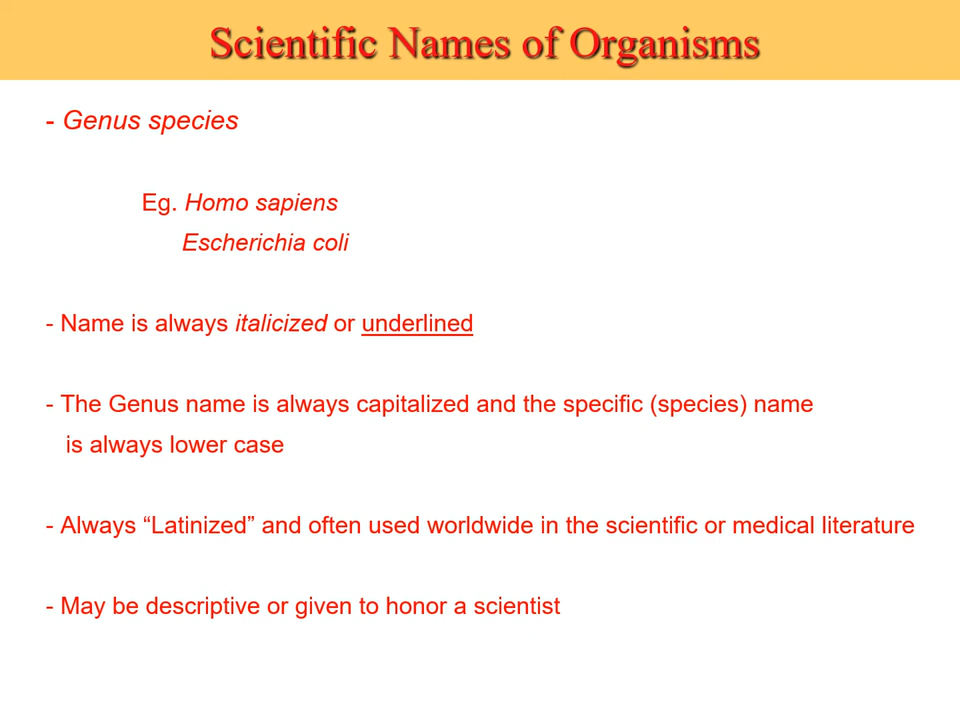 Scientific Names of Organisms
- Genus species
Eg. Homo sapiens
Escherichia coli
- Name is always italicized or underlined
- The Genus name is always capitalized and the specific (species) name
is always lower case
- Always “Latinized” and often used worldwide in the scientific or medical literature
- May be descriptive or given to honor a scientist